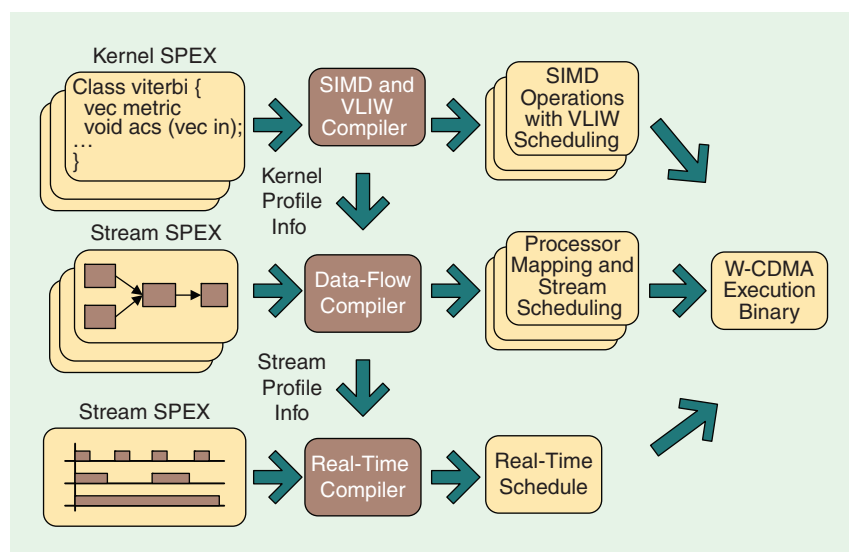 Kernel SPEX
Class viterbi {
vec metric
void acs (vec in);
...
}
SIMD and
VLIW
Compiler
SIMD
Operations
with VLIW
Scheduling
Kernel
Profile
Info
Stream SPEX
Data-Flow
Compiler
Processor
Mapping and
Stream
Scheduling
W-CDMA
Execution
Binary
Stream
Profile
Info
Stream SPEX
Real-Time
Compiler
Real-Time
Schedule